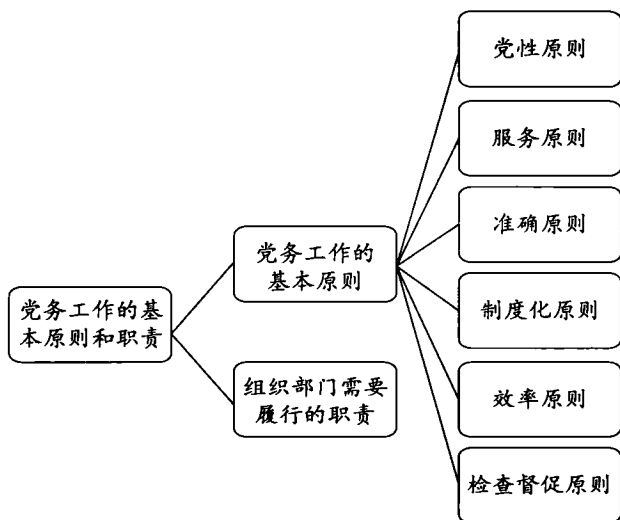 党务工作的基
本原则和职责
党务工作的
基本原则
组织部门需要
履行的职责
党性原则
服务原则
准确原则
制度化原则
效率原则
检查督促原则